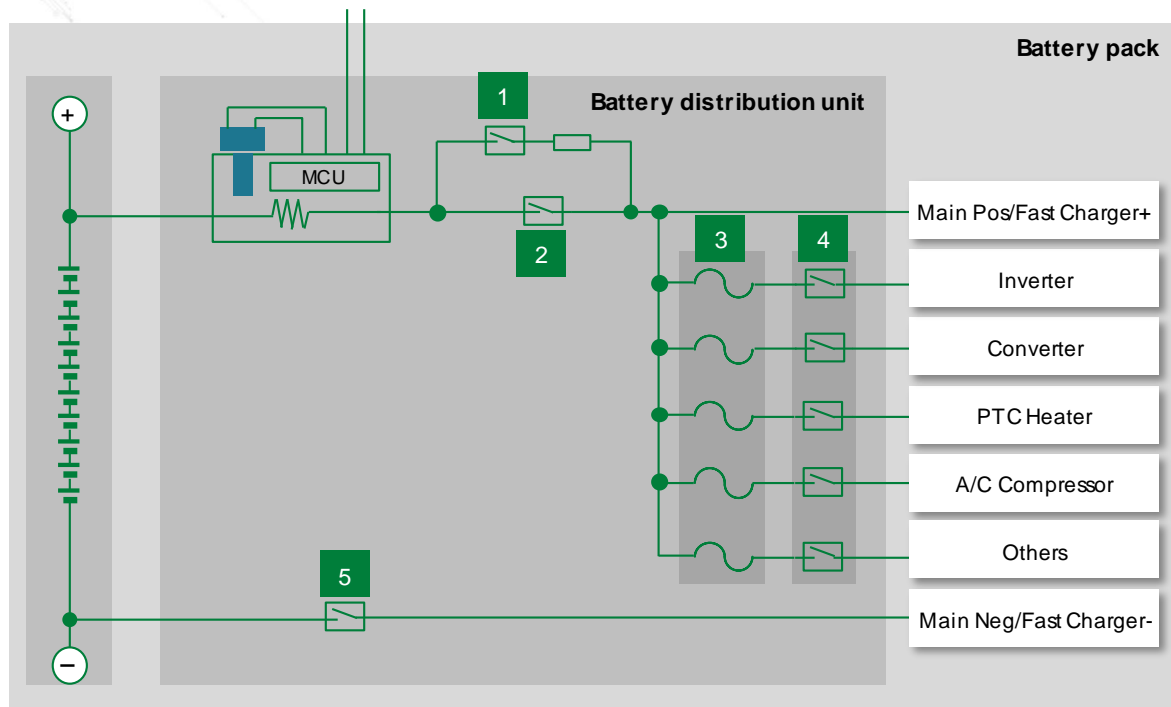 Battery pack
+
1
Battery distribution unit
MCU
2
3
4
Main Pos/Fast Charger+
Inverter
Converter
PTC Heater
A/C Compressor
Others
5
Main Neg/Fast Charger-
−